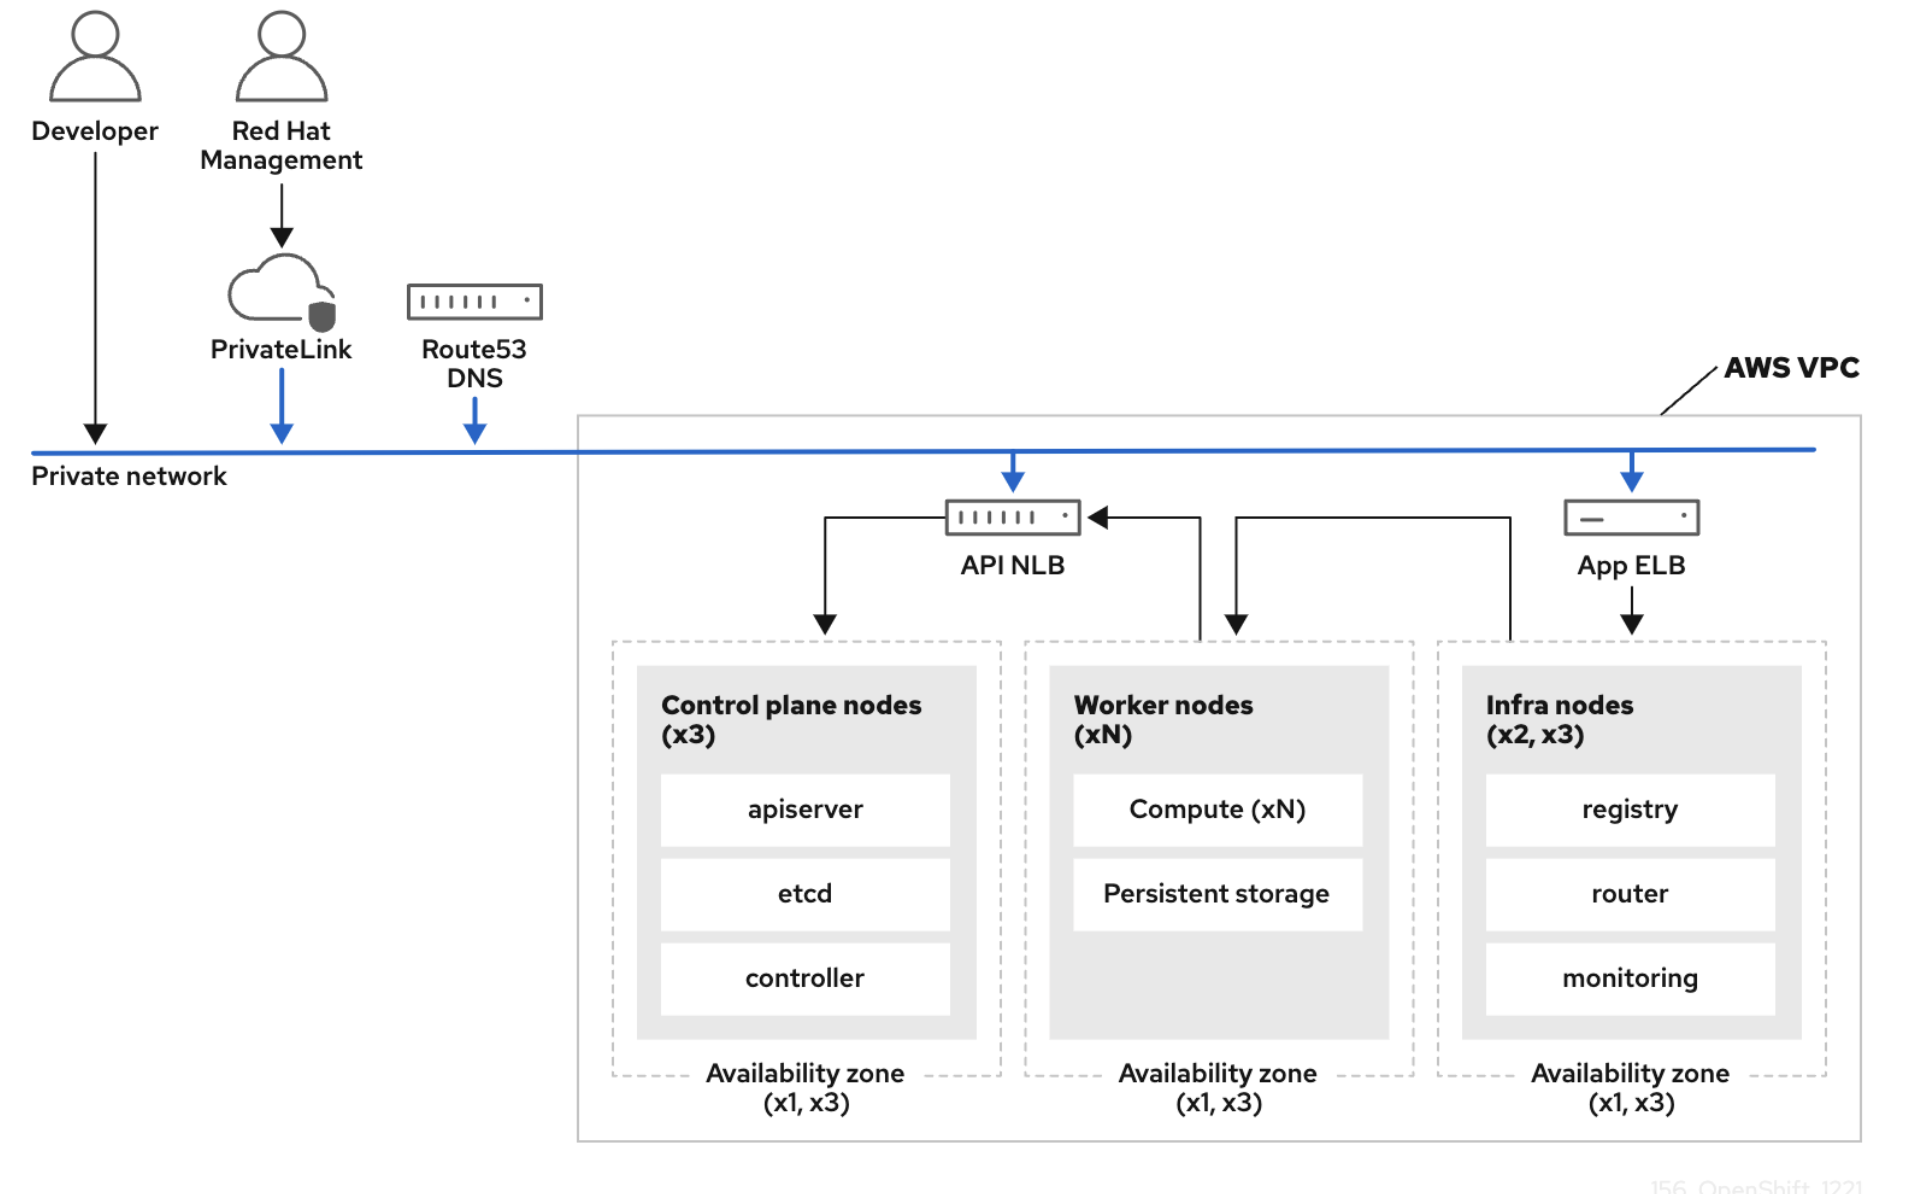 Developer
Red Hat
Management
PrivateLink
Route53
DNS
AWS VPC
Private network
API NLB
App ELB
Control plane nodes
(x3)
apiserver
etcd
controller
Availability zone
(x1, x3)
Worker nodes
(xN)
Compute (xN)
Persistent storage
Availability zone
(x1, x3)
Infra nodes
(x2, x3)
registry
router
monitoring
Availability zone
(x1, x3)
156_OpenShift_1221